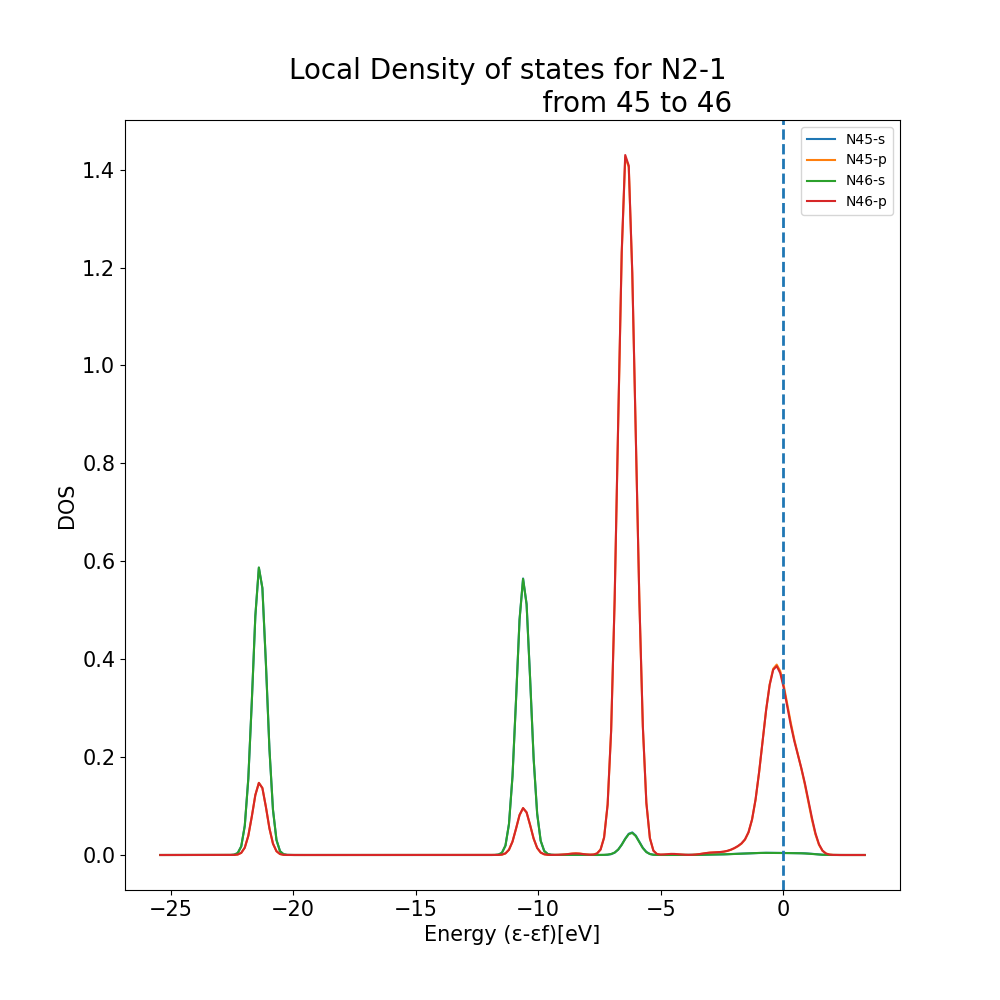 Local Density of states for N2-1
from 45 to 46
N45-s
N45-p
N46-s
N46-p
1.4
1.2
1.0
0.8
0.6
0.4
0.2
0.0
DOS
−25 −20 −15 −10 −5 0
Energy (ε-εf)[eV]